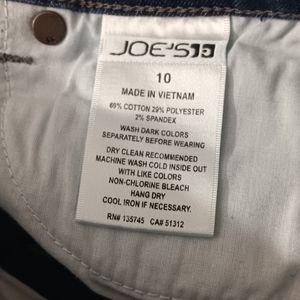 JOE'S
10
MADE IN VIETNAM
69% COTTON 29% POLYESTER
2% SPANDEX
WASH DARK COLORS
SEPARATELY BEFORE WEARING
DRY CLEAN RECOMMENDED
MACHINE WASH COLD INSIDE OUT
WITH LIKE COLORS
NON-CHLORINE BLEACH
HANG DRY
COOL IRON IF NECESSARY.
RN# 135745 CA# 51312